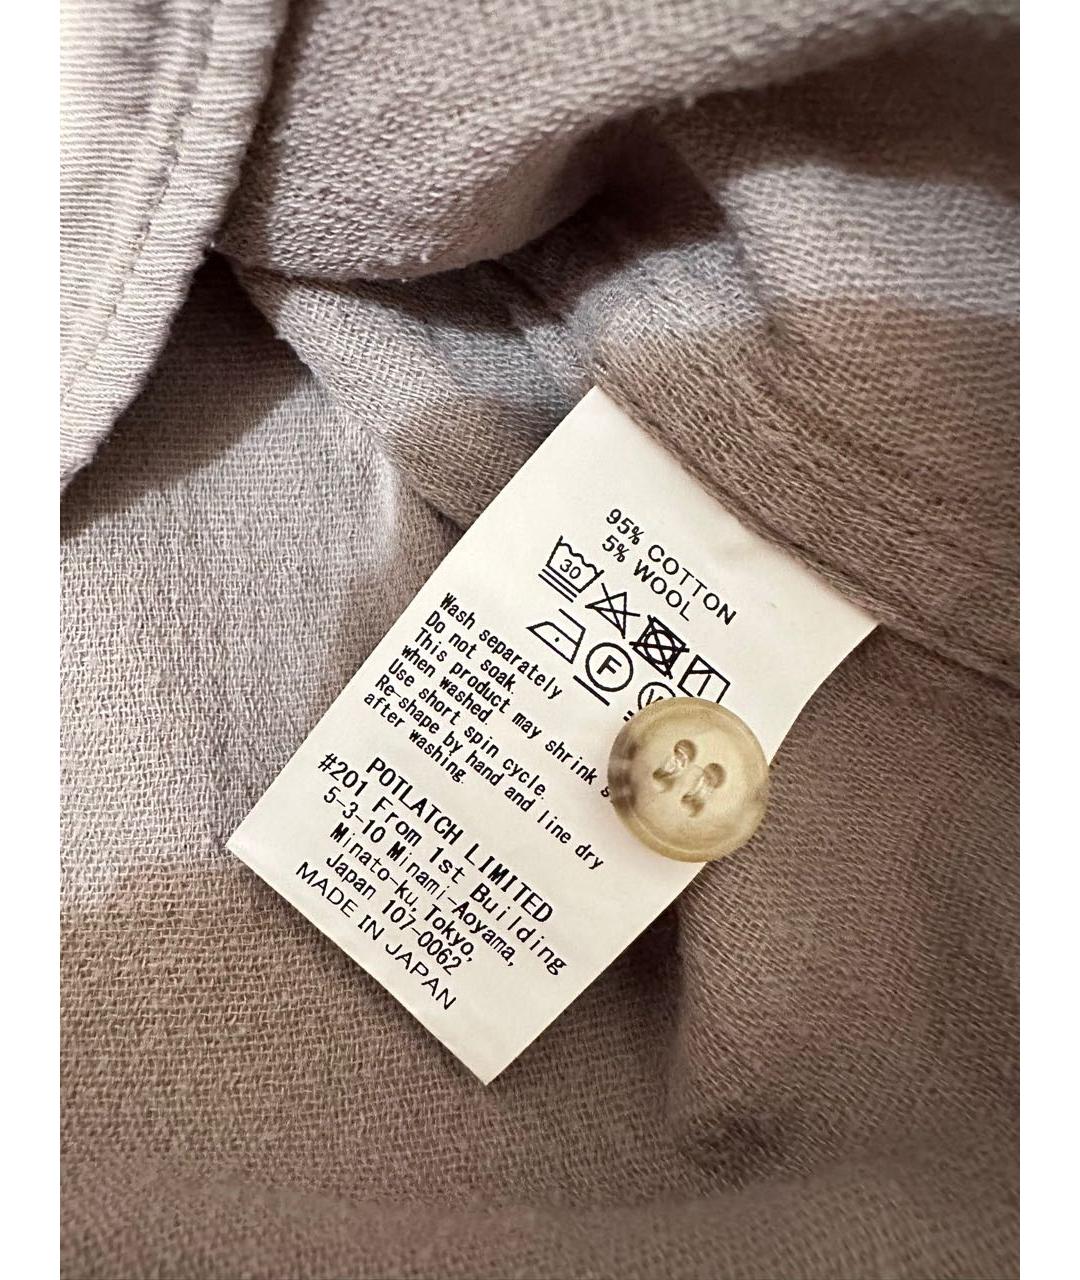 95% COTTON
5% WOOL
30
F
Wash separately
Do not soak.
This product may shrink
when washed.
Use short spin cycle.
Re-shape by hand and line dry
after washing.
POTLATCH LIMITED
#201 From 1st Building
5-3-10 Minami-Aoyama,
Minato-ku, Tokyo,
Japan 107-0062
MADE IN JAPAN